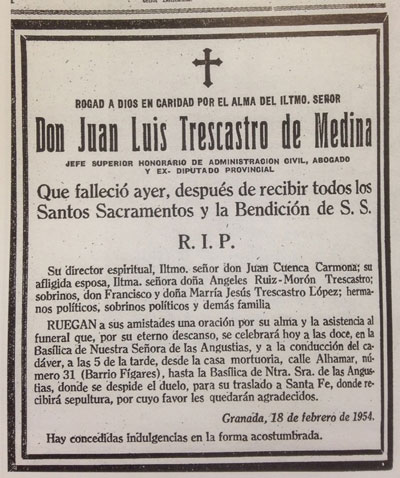 ROGAD A DIOS EN CARIDAD POR EL ALMA DEL ILTMO. SEÑOR
Don Juan Luis Trescastro de Medina
JEFE SUPERIOR HONORARIO DE ADMINISTRACION CIVIL, ABOGADO
Y EX- DIPUTADO PROVINCIAL
Que falleció ayer, después de recibir todos los
Santos Sacramentos y la Bendición de S. S.
R. I. P.
Su director espiritual, Iltmo. señor don Juan Cuenca Carmona; su
afligida esposa, Iltma. señora doña Angeles Ruiz-Morón Trescastro;
sobrinos, don Francisco y doña Marría Jesús Trescastro López; herma-
nos políticos, sobrinos políticos y demás familia
RUEGAN a sus amistades una oración por su alma y la asistencia al
funeral que, por su eterno descanso, se celebrará hoy a las doce, en la
Basílica de Nuestra Señora de las Angustias, y a la conducción del ca-
dáver, a las 5 de la tarde, desde la casa mortuoria, calle Alhamar, nú-
mero 31 (Barrio Fígares), hasta la Basílica de Ntra. Sra. de las Angus-
tias, donde se despide el duelo, para su traslado a Santa Fe, donde re-
cibirá sepultura, por cuyo favor les quedarán agradecidos.
Granada, 18 de febrero de 1954.
Hay concedidas indulgencias en la forma acostumbrada.